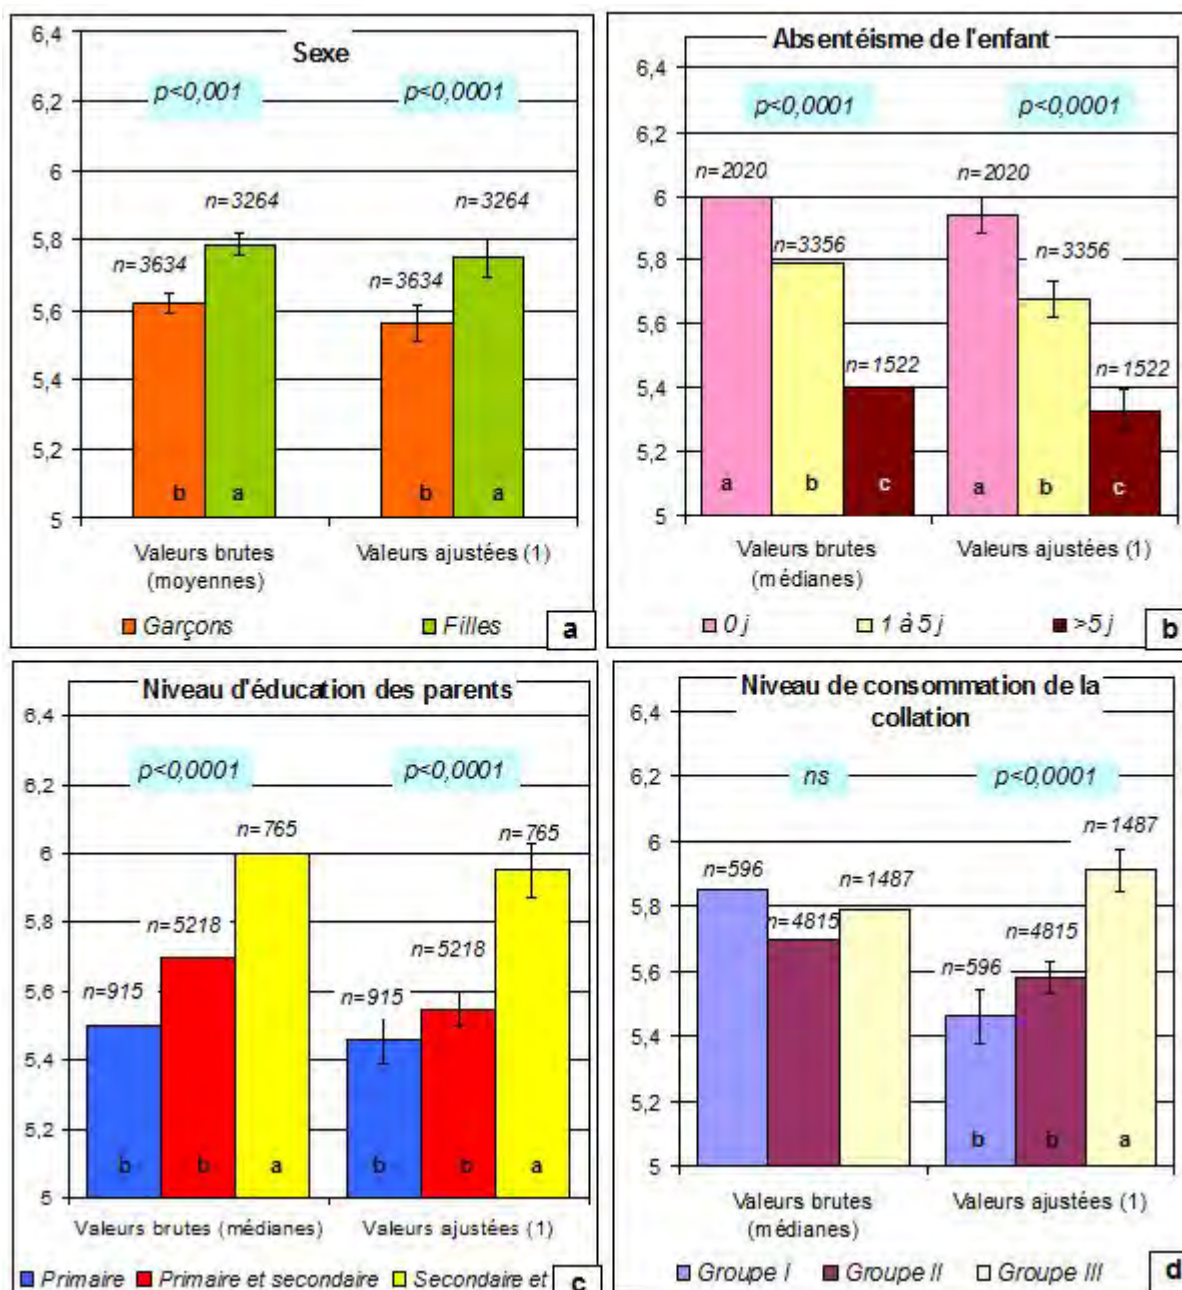 Sexe
6,4
6,2
6
5,8
5,6
5,4
5,2
5
p<0,001 p<0,0001
n=3634 n=3264 n=3634 n=3264
b a b a
Valeurs brutes
(moyennes)
Valeurs ajustées (1)
Garçons Filles
a
Absentéisme de l'enfant
6,4
6,2
6
5,8
5,6
5,4
5,2
5
p<0,0001 p<0,0001
n=2020 n=3356 n=1522 n=2020 n=3356 n=1522
a b c a b c
Valeurs brutes
(médianes)
Valeurs ajustées (1)
0 j 1 à 5 j >5 j
b
Niveau d'éducation des parents
6,4
6,2
6
5,8
5,6
5,4
5,2
5
p<0,0001 p<0,0001
n=915 n=5218 n=765 n=915 n=5218 n=765
b b a b b a
Valeurs brutes (médianes) Valeurs ajustées (1)
Primaire Primaire et secondaire Secondaire et
c
Niveau de consommation de la
collation
6,4
6,2
6
5,8
5,6
5,4
5,2
5
ns p<0,0001
n=596 n=4815 n=1487 n=596 n=4815 n=1487
b b a
Valeurs brutes
(médianes)
Valeurs ajustées (1)
Groupe I Groupe II Groupe III
d